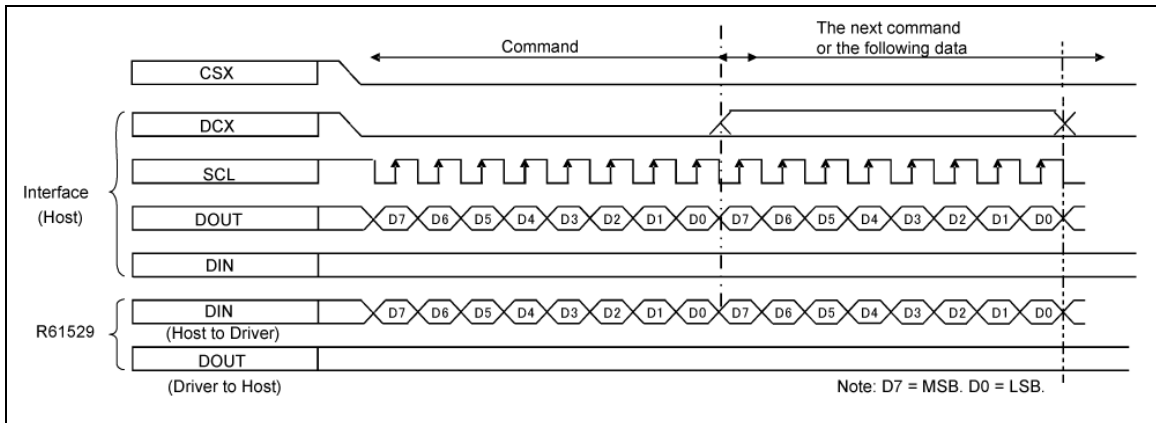 Command
The next command
or the following data
CSX
DCX
SCL
Interface
(Host)
DOUT
D7 D6 D5 D4 D3 D2 D1 D0 D7 D6 D5 D4 D3 D2 D1 D0
DIN
R61529
DIN
(Host to Driver)
D7 D6 D5 D4 D3 D2 D1 D0 D7 D6 D5 D4 D3 D2 D1 D0
DOUT
(Driver to Host)
Note: D7 = MSB. D0 = LSB.